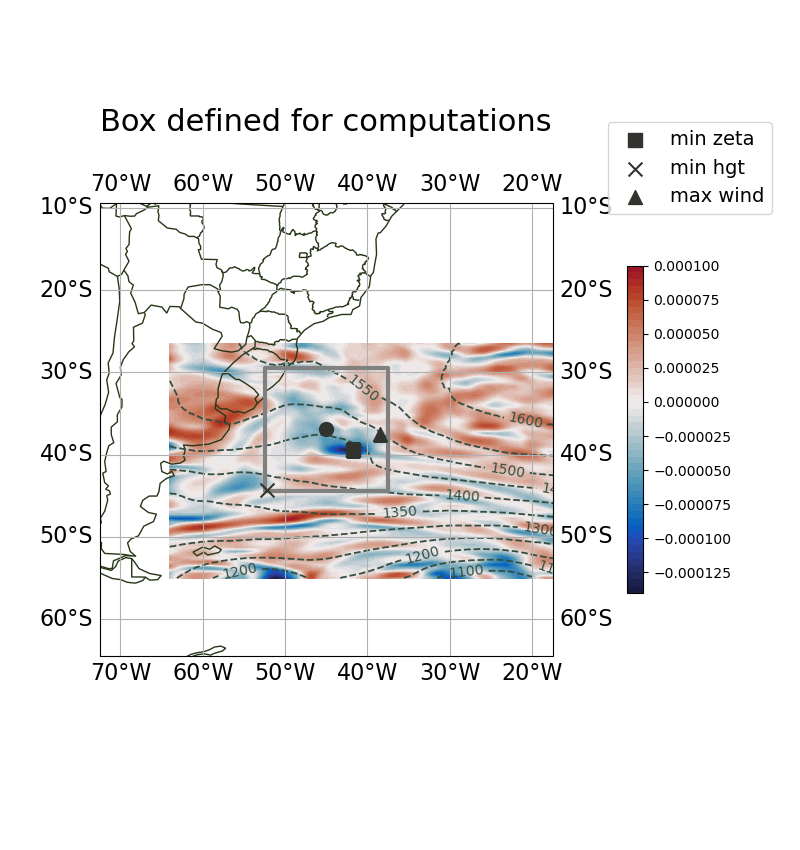 Box defined for computations
min zeta
min hgt
max wind
70°W 60°W 50°W 40°W 30°W 20°W
10°S 10°S
20°S 20°S
30°S 30°S
40°S 40°S
50°S 50°S
60°S 60°S
70°W 60°W 50°W 40°W 30°W 20°W
1550
1600
1500
1400
1350
1200
1200
1100
0.000100
0.000075
0.000050
0.000025
0.000000
−0.000025
−0.000050
−0.000075
−0.000100
−0.000125